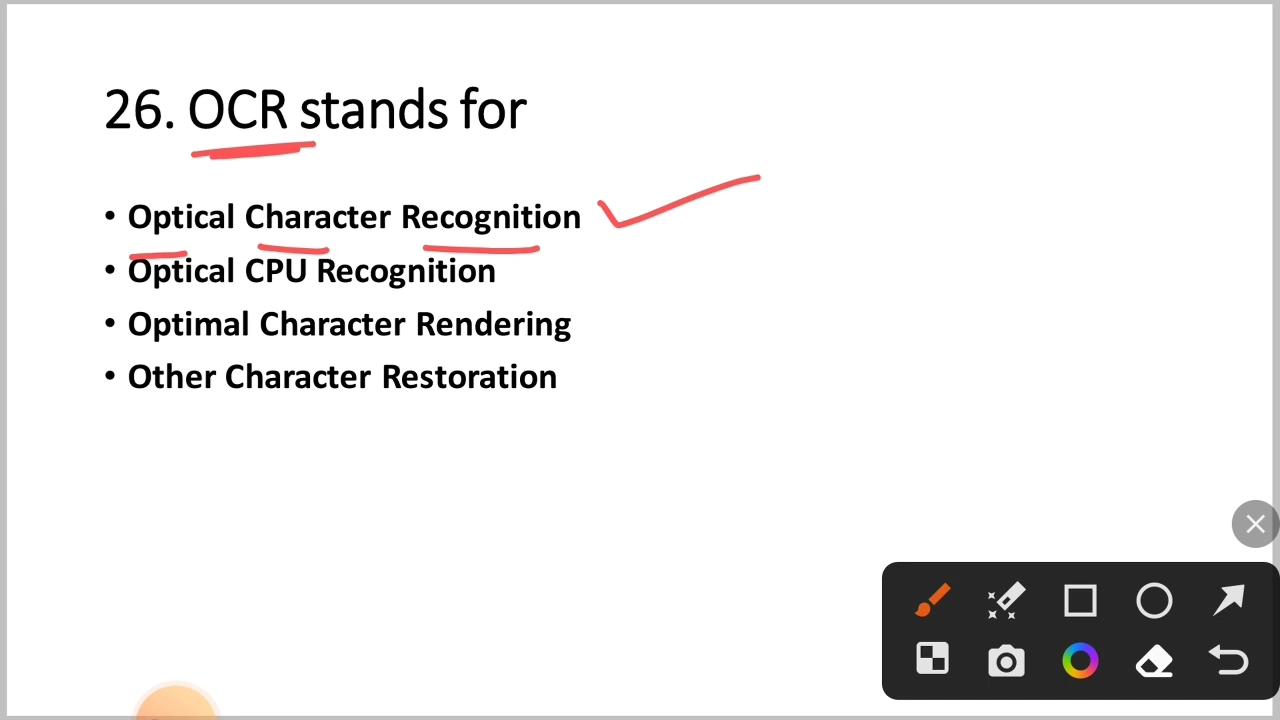 26. OCR stands for
• Optical Character Recognition
• Optical CPU Recognition
• Optimal Character Rendering
• Other Character Restoration